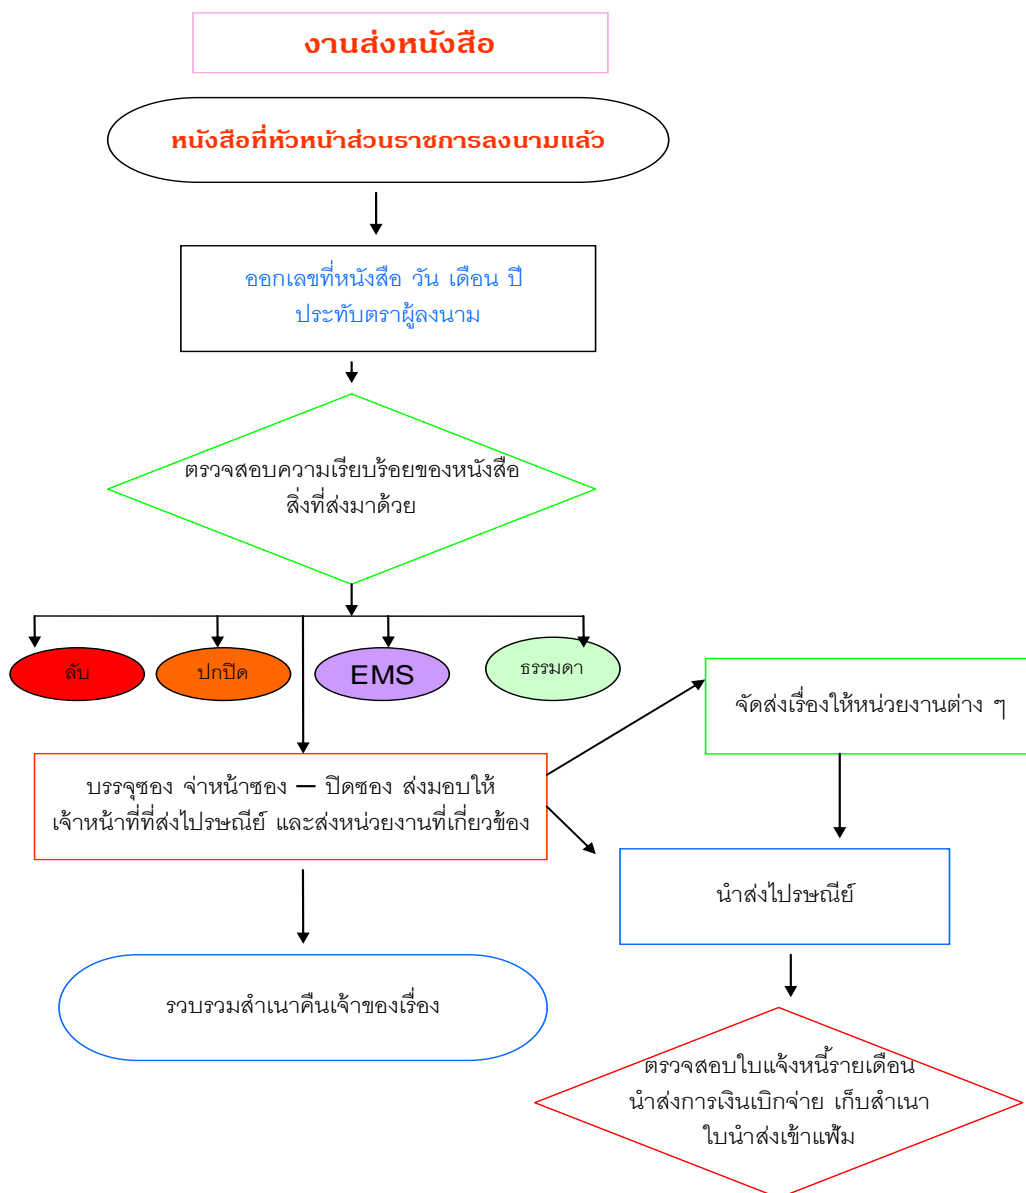 งานส่งหนังสือ
หนังสือที่หัวหน้าส่วนราชการลงนามแล้ว
ออกเลขที่หนังสือ วัน เดือน ปี
ประทับตราผู้ลงนาม
ตรวจสอบความเรียบร้อยของหนังสือ
สิ่งที่ส่งมาด้วย
ลับ
ปกปิด
EMS
ธรรมดา
จัดส่งเรื่องให้หน่วยงานต่าง ๆ
บรรจุซอง จ่าหน้าซอง – ปิดซอง ส่งมอบให้
เจ้าหน้าที่ที่ส่งไปรษณีย์ และส่งหน่วยงานที่เกี่ยวข้อง
นำส่งไปรษณีย์
รวบรวมสำเนาคืนเจ้าของเรื่อง
ตรวจสอบใบแจ้งหนี้รายเดือน
นำส่งการเงินเบิกจ่าย เก็บสำเนา
ใบนำส่งเข้าแฟ้ม